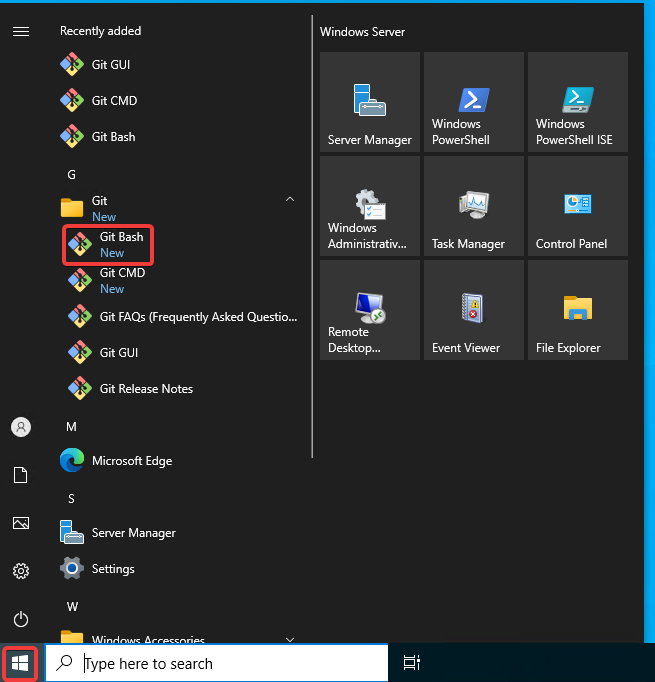 Recently added
Git GUI
Git CMD
Git Bash
G
Git
New
Git Bash
New
Git CMD
New
Git FAQs (Frequently Asked Questio...
Git GUI
Git Release Notes
M
Microsoft Edge
S
Server Manager
Settings
W
Windows Accessories
Windows Server
Server Manager
Windows
PowerShell
Windows
PowerShell ISE
Windows
Administrativ...
Task Manager
Control Panel
Remote
Desktop...
Event Viewer
File Explorer
Type here to search